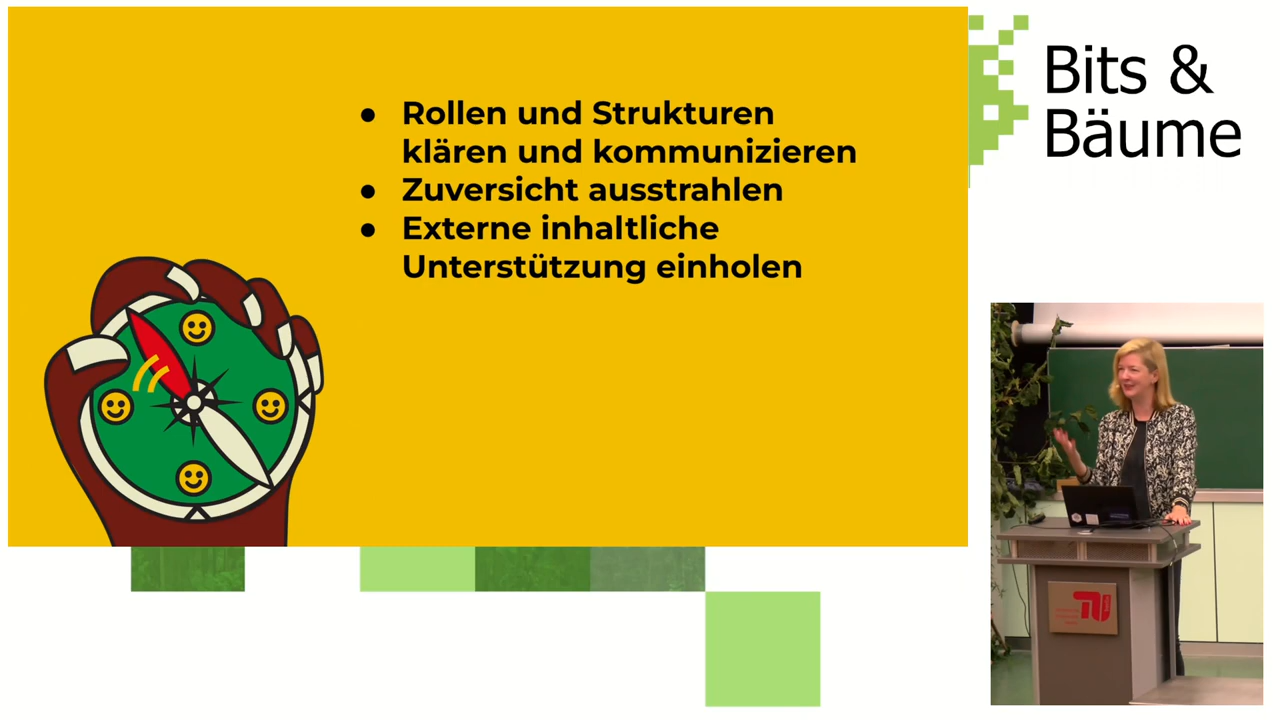 ● Rollen und Strukturen
klären und kommunizieren
● Zuversicht ausstrahlen
● Externe inhaltliche
Unterstützung einholen
Bits &
Bäume